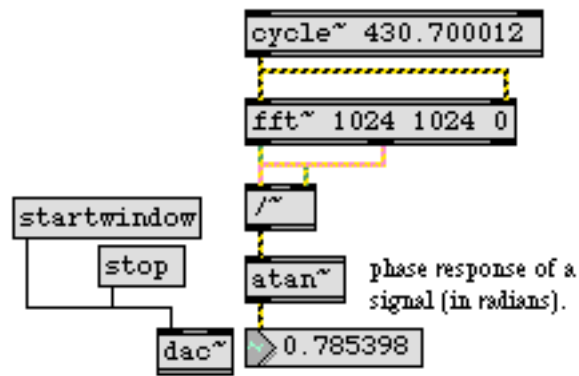 cycle~ 430.700012
fft~ 1024 1024 0
/~
startwindow
stop
atan~
phase response of a
signal (in radians).
dac~
0.785398